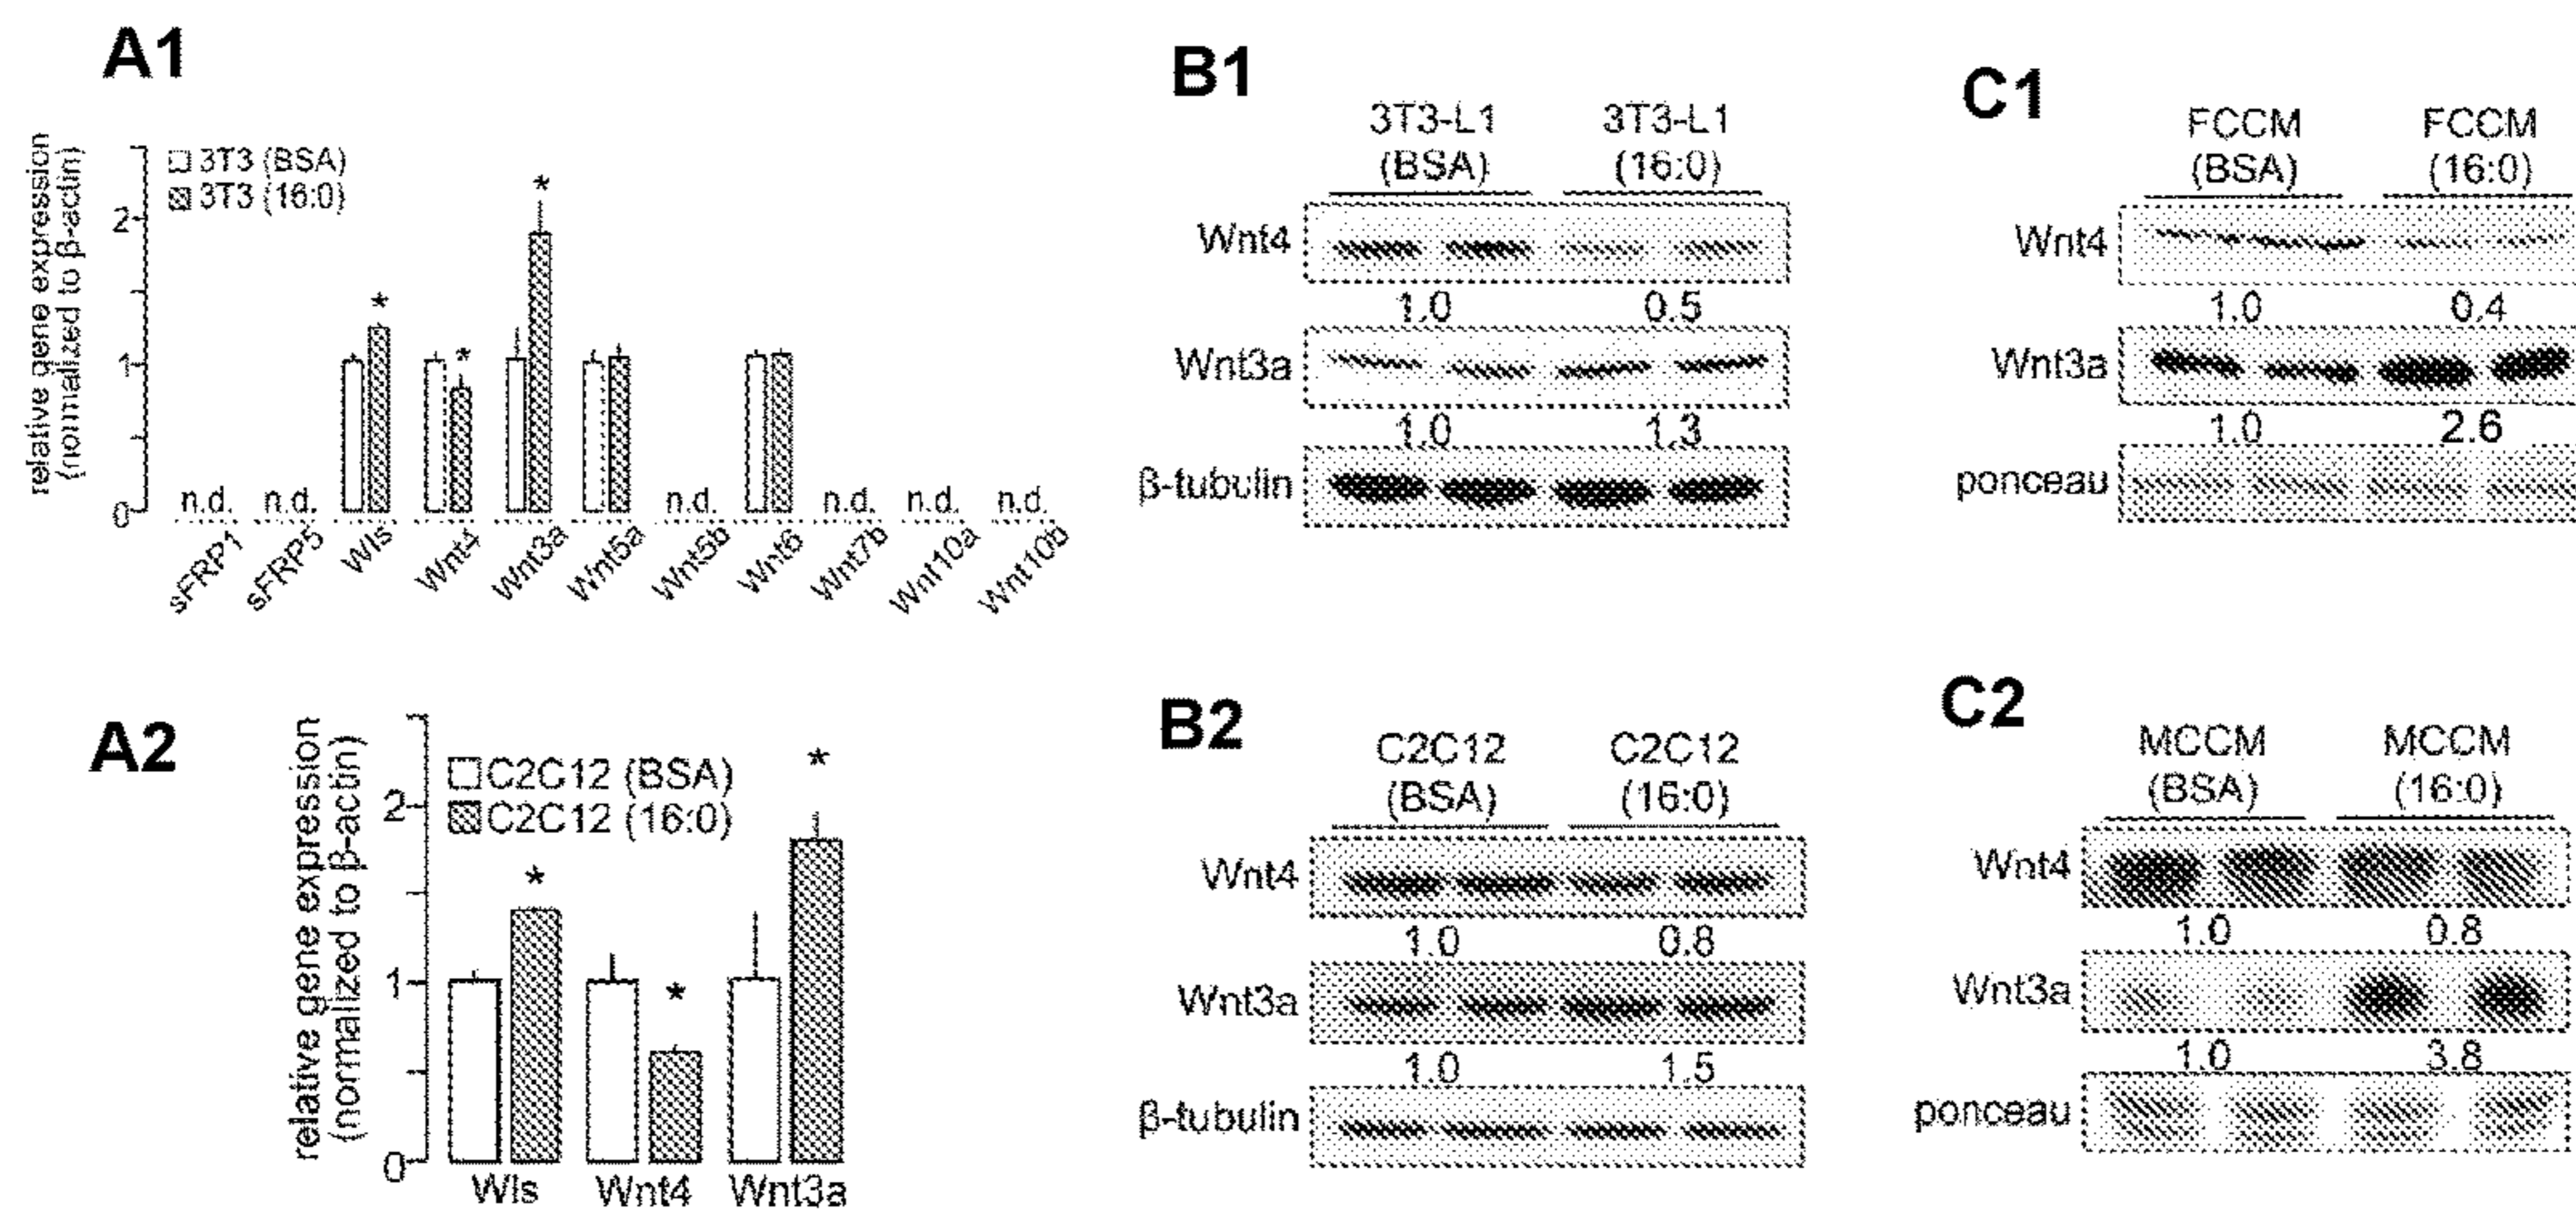 A1
relative gene expression
(normalized to β-actin)
3T3 (BSA)
3T3 (16:0)
2
1
0
*
*
*
n.d.
n.d.
n.d.
n.d.
n.d.
n.d.
sFRP1
sFRP5
Wls
Wnt4
Wnt3a
Wnt5a
Wnt5b
Wnt6
Wnt7b
Wnt10a
Wnt10b
B1
3T3-L1
(BSA)
3T3-L1
(16:0)
Wnt4
1.0
0.5
Wnt3a
1.0
1.3
β-tubulin
C1
FCCM
(BSA)
FCCM
(16:0)
Wnt4
1.0
0.4
Wnt3a
1.0
2.6
ponceau
A2
relative gene expression
(normalized to β-actin)
C2C12 (BSA)
C2C12 (16:0)
2
1
0
*
*
*
Wls
Wnt4
Wnt3a
B2
C2C12
(BSA)
C2C12
(16:0)
Wnt4
1.0
0.8
Wnt3a
1.0
1.5
β-tubulin
C2
MCCM
(BSA)
MCCM
(16:0)
Wnt4
1.0
0.8
Wnt3a
1.0
3.8
ponceau